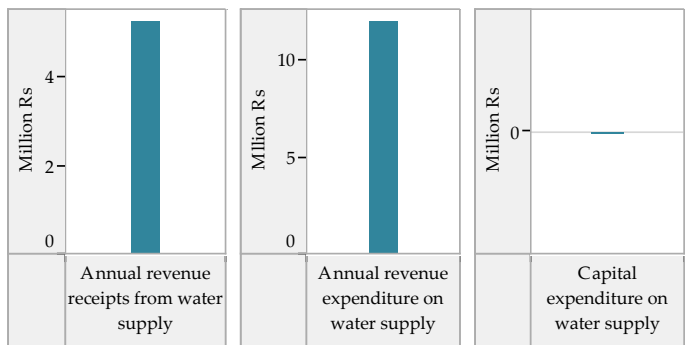 Million Rs
4
2
0
Annual revenue
receipts from water
supply
Mllion Rs
10
5
0
Annual revenue
expenditure on
water supply
Million Rs
0
Capital
expenditure on
water supply